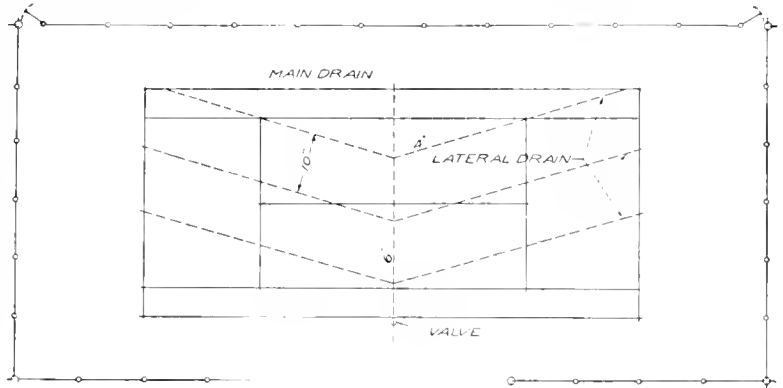 MAIN DRAIN
4"
LATERAL DRAIN
10'
6"
VALVE